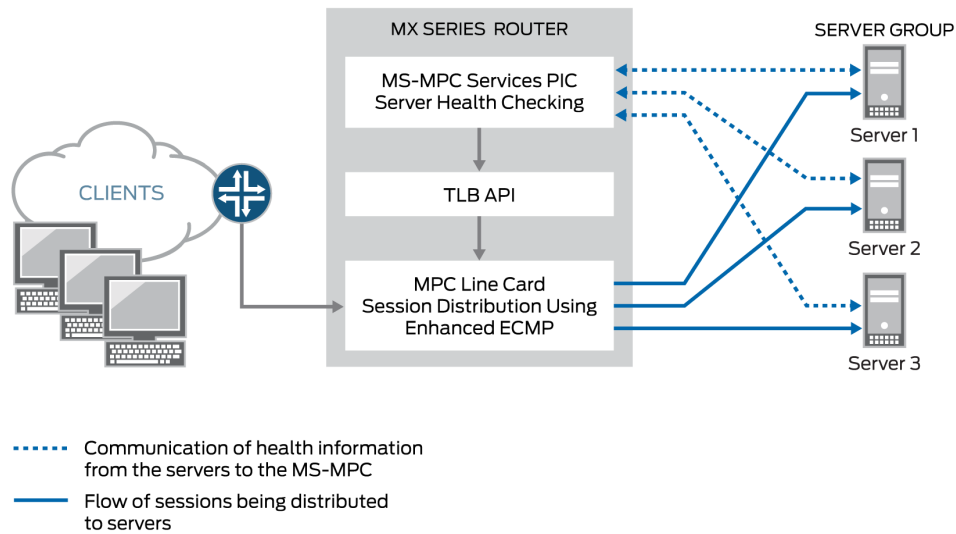 MX SERIES ROUTER
SERVER GROUP
MS-MPC Services PIC
Server Health Checking
Server 1
CLIENTS
TLB API
Server 2
MPC Line Card
Session Distribution Using
Enhanced ECMP
Server 3
Communication of health information
from the servers to the MS-MPC
Flow of sessions being distributed
to servers